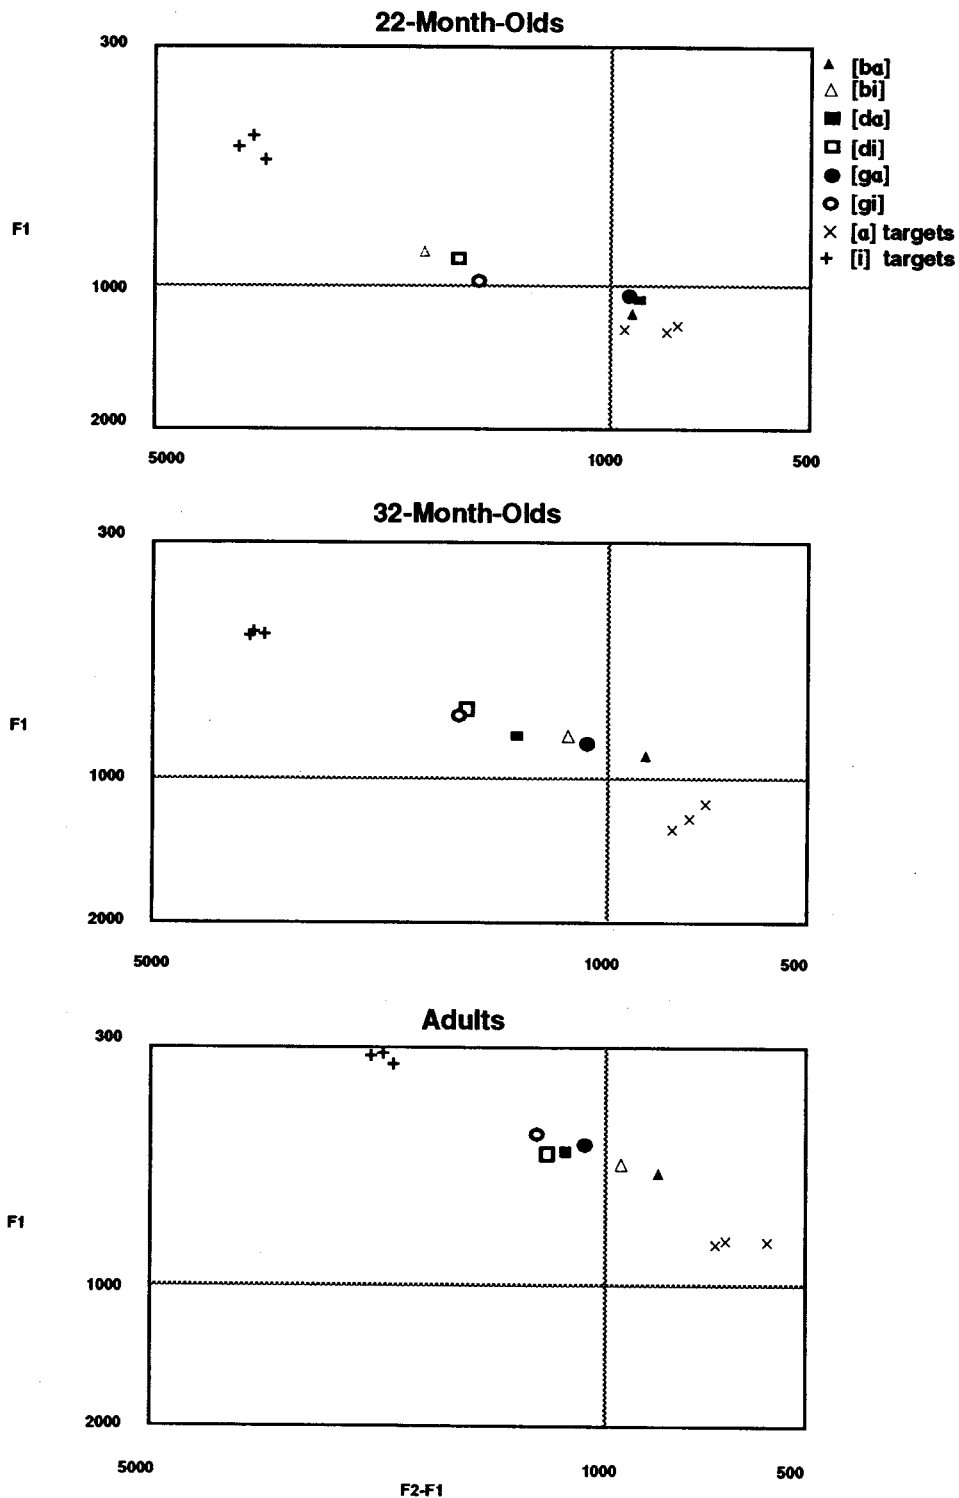 22-Month-Olds
300
[bɑ]
[bi]
[dɑ]
[di]
[gɑ]
[gi]
[ɑ] targets
[i] targets
F1
1000
2000
5000 1000 500
32-Month-Olds
300
F1
1000
2000
5000 1000 500
Adults
300
F1
1000
2000
5000 1000 500
F2-F1